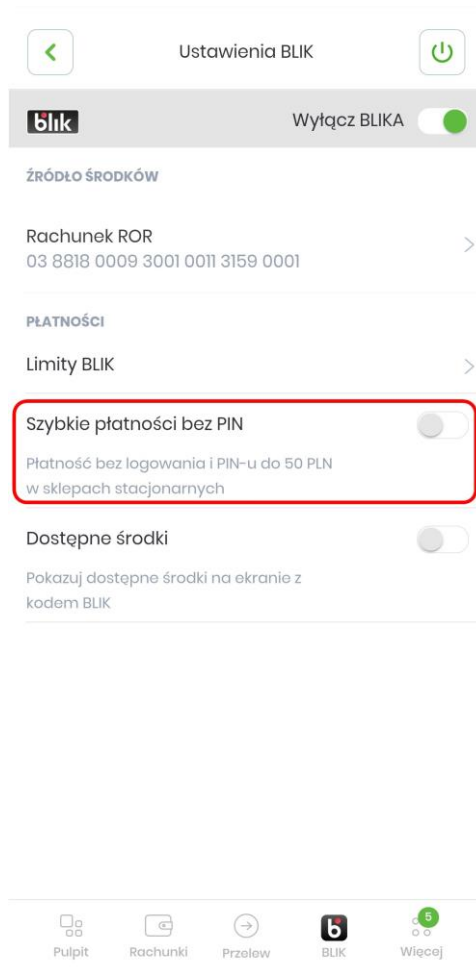 Ustawienia BLIK
blik
Wyłącz BLIKA
ŹRÓDŁO ŚRODKÓW
Rachunek ROR
03 8818 0009 3001 0011 3159 0001
PŁATNOŚCI
Limity BLIK
Szybkie płatności bez PIN
Płatność bez logowania i PIN-u do 50 PLN
w sklepach stacjonarnych
Dostępne środki
Pokazuj dostępne środki na ekranie z
kodem BLIK
5
Pulpit
Rachunki
Przelew
BLIK
Więcej